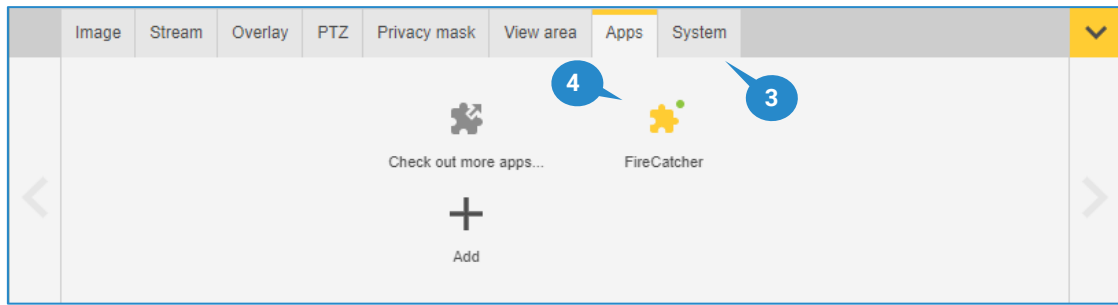 Image Stream Overlay PTZ Privacy mask View area Apps System
4
3
Check out more apps... FireCatcher
Add